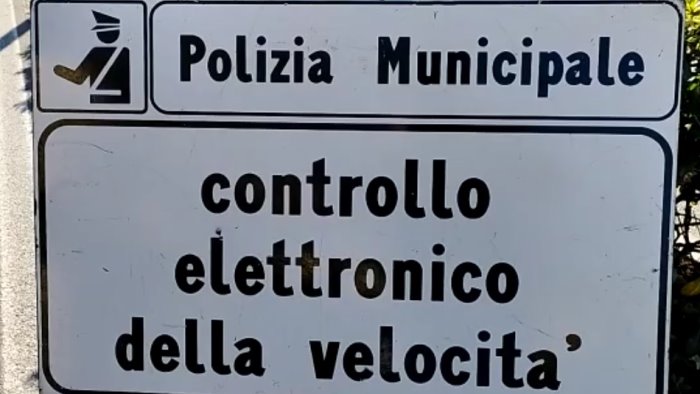 Polizia Municipale
controllo
elettronico
della velocita'